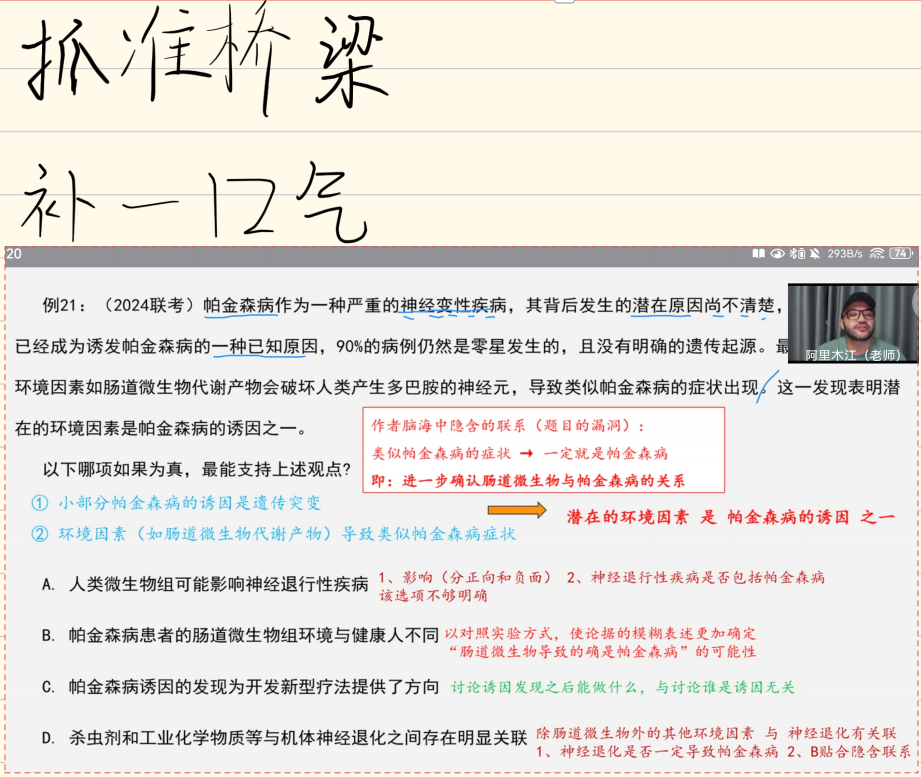 抓准桥梁
补一口气
20 293B/s 74
例21：（2024联考）帕金森病作为一种严重的神经变性疾病，其背后发生的潜在原因尚不清楚，
阿里木江（老师）
已经成为诱发帕金森病的一种已知原因，90%的病例仍然是零星发生的，且没有明确的遗传起源。最
环境因素如肠道微生物代谢产物会破坏人类产生多巴胺的神经元，导致类似帕金森病的症状出现。这一发现表明潜
在的环境因素是帕金森病的诱因之一。
作者脑海中隐含的联系（题目的漏洞）：
类似帕金森病的症状 → 一定就是帕金森病
即：进一步确认肠道微生物与帕金森病的关系
以下哪项如果为真，最能支持上述观点?
① 小部分帕金森病的诱因是遗传突变
② 环境因素（如肠道微生物代谢产物）导致类似帕金森病症状
潜在的环境因素 是 帕金森病的诱因 之一
A. 人类微生物组可能影响神经退行性疾病
1、影响（分正向和负面） 2、神经退行性疾病是否包括帕金森病
该选项不够明确
B. 帕金森病患者的肠道微生物组环境与健康人不同
以对照实验方式，使论据的模糊表述更加确定
“肠道微生物导致的确是帕金森病”的可能性
C. 帕金森病诱因的发现为开发新型疗法提供了方向
讨论诱因发现之后能做什么，与讨论谁是诱因无关
D. 杀虫剂和工业化学物质等与机体神经退化之间存在明显关联
除肠道微生物外的其他环境因素 与 神经退化有关联
1、神经退化是否一定导致帕金森病 2、B贴合隐含联系